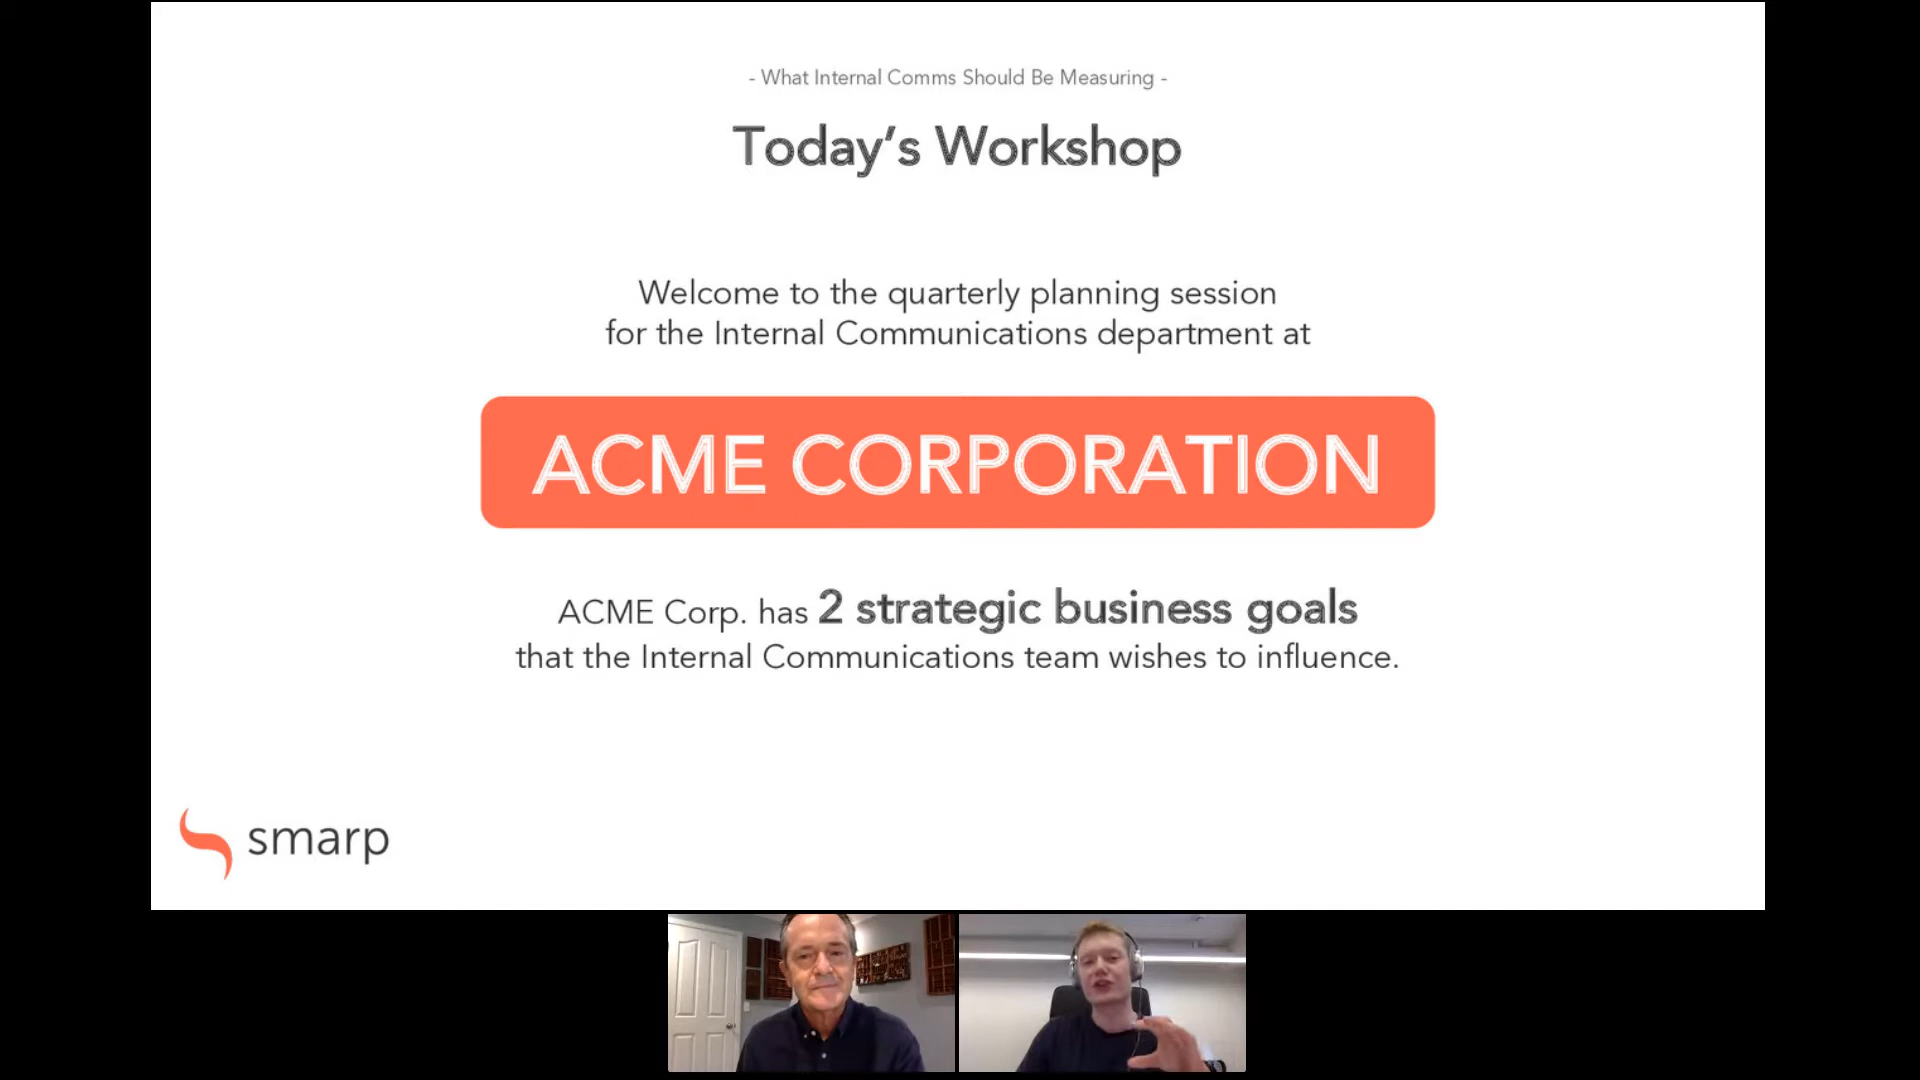 - What Internal Comms Should Be Measuring -
Today's Workshop
Welcome to the quarterly planning session
for the Internal Communications department at
ACME CORPORATION
ACME Corp. has 2 strategic business goals
that the Internal Communications team wishes to influence.
smarp